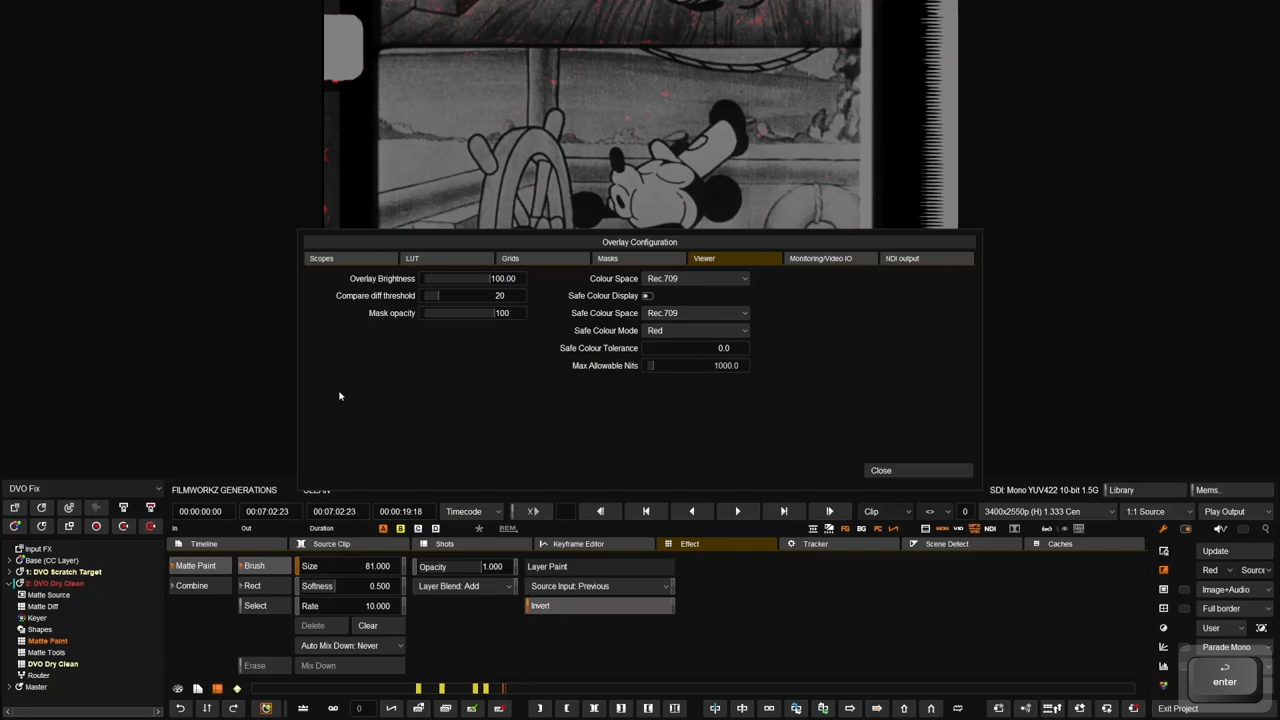 Overlay Configuration
Scopes LUT Grids Masks Viewer Monitoring/Video IO NDI output
Overlay Brightness 100.00 Colour Space Rec.709
Compare diff threshold 20 Safe Colour Display
Mask opacity 100 Safe Colour Space Rec.709
Safe Colour Mode Red
Safe Colour Tolerance 0.0
Max Allowable Nits 1000.0
Close
DVO Fix FILMWORKZ GENERATIONS CLEAN SDI: Mono YUV422 10-bit 1.5G Library Mems..
00:00:00:00 00:07:02:23 00:07:02:23 00:00:19:18 Timecode Clip 0 3400x2550p (H) 1.333 Cen 1:1 Source Play Output
In Out Duration A B C D REM FG BG PC NDI
Timeline Source Clip Shots Keyframe Editor Effect Tracker Scene Detect Caches
Input FX
Base (CC Layer)
1: DVO Scratch Target
2: DVO Dry Clean
Matte Source
Matte Diff
Keyer
Shapes
Matte Paint
Matte Tools
DVO Dry Clean
Router
Master
Matte Paint Brush Size 81.000 Opacity 1.000 Layer Paint
Combine Rect Softness 0.500 Layer Blend: Add Source Input: Previous
Select Rate 10.000 Invert
Delete Clear
Auto Mix Down: Never
Erase Mix Down
Update
Red Sourc
Image+Audio
Full border
User
Parade Mono
enter
0
Exit Project